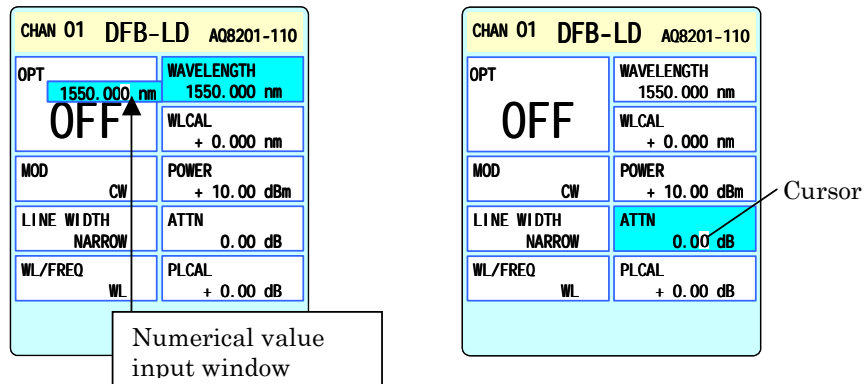 CHAN 01 DFB-LD AQ8201-110
OPT
1550.000 nm
OFF
WAVELENGTH
1550.000 nm
WLCAL
+ 0.000 nm
MOD
CW
POWER
+ 10.00 dBm
LINE WIDTH
NARROW
ATTN
0.00 dB
WL/FREQ
WL
PLCAL
+ 0.00 dB
Numerical value
input window
CHAN 01 DFB-LD AQ8201-110
OPT
OFF
WAVELENGTH
1550.000 nm
WLCAL
+ 0.000 nm
MOD
CW
POWER
+ 10.00 dBm
Cursor
LINE WIDTH
NARROW
ATTN
0.00 dB
WL/FREQ
WL
PLCAL
+ 0.00 dB